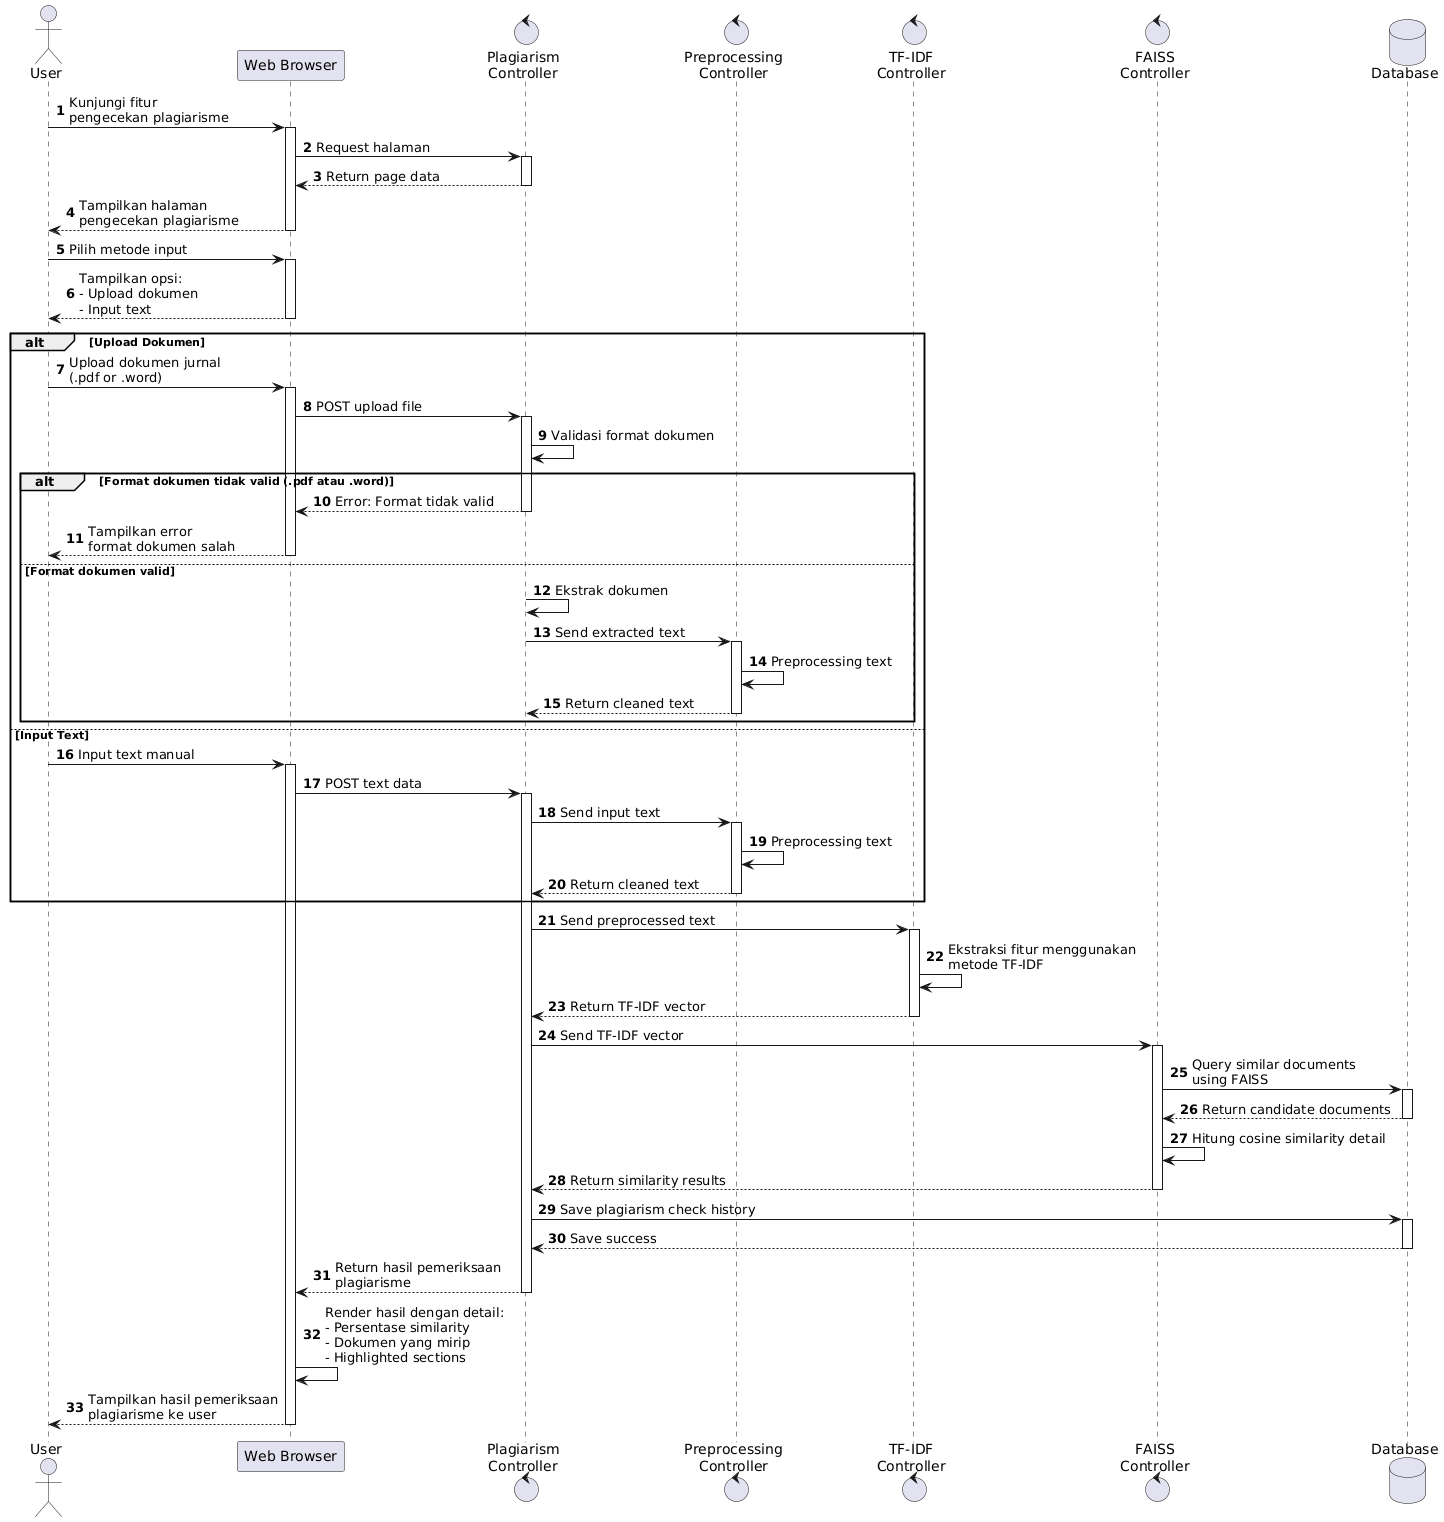 User
Web Browser
Plagiarism
Controller
Preprocessing
Controller
TF-IDF
Controller
FAISS
Controller
Database
1 Kunjungi fitur
pengecekan plagiarisme
2 Request halaman
3 Return page data
4 Tampilkan halaman
pengecekan plagiarisme
5 Pilih metode input
6 Tampilkan opsi:
- Upload dokumen
- Input text
alt [Upload Dokumen]
7 Upload dokumen jurnal
(.pdf or .word)
8 POST upload file
9 Validasi format dokumen
alt [Format dokumen tidak valid (.pdf atau .word)]
10 Error: Format tidak valid
11 Tampilkan error
format dokumen salah
[Format dokumen valid]
12 Ekstrak dokumen
13 Send extracted text
14 Preprocessing text
15 Return cleaned text
[Input Text]
16 Input text manual
17 POST text data
18 Send input text
19 Preprocessing text
20 Return cleaned text
21 Send preprocessed text
22 Ekstraksi fitur menggunakan
metode TF-IDF
23 Return TF-IDF vector
24 Send TF-IDF vector
25 Query similar documents
using FAISS
26 Return candidate documents
27 Hitung cosine similarity detail
28 Return similarity results
29 Save plagiarism check history
30 Save success
31 Return hasil pemeriksaan
plagiarisme
32 Render hasil dengan detail:
- Persentase similarity
- Dokumen yang mirip
- Highlighted sections
33 Tampilkan hasil pemeriksaan
plagiarisme ke user
User
Web Browser
Plagiarism
Controller
Preprocessing
Controller
TF-IDF
Controller
FAISS
Controller
Database